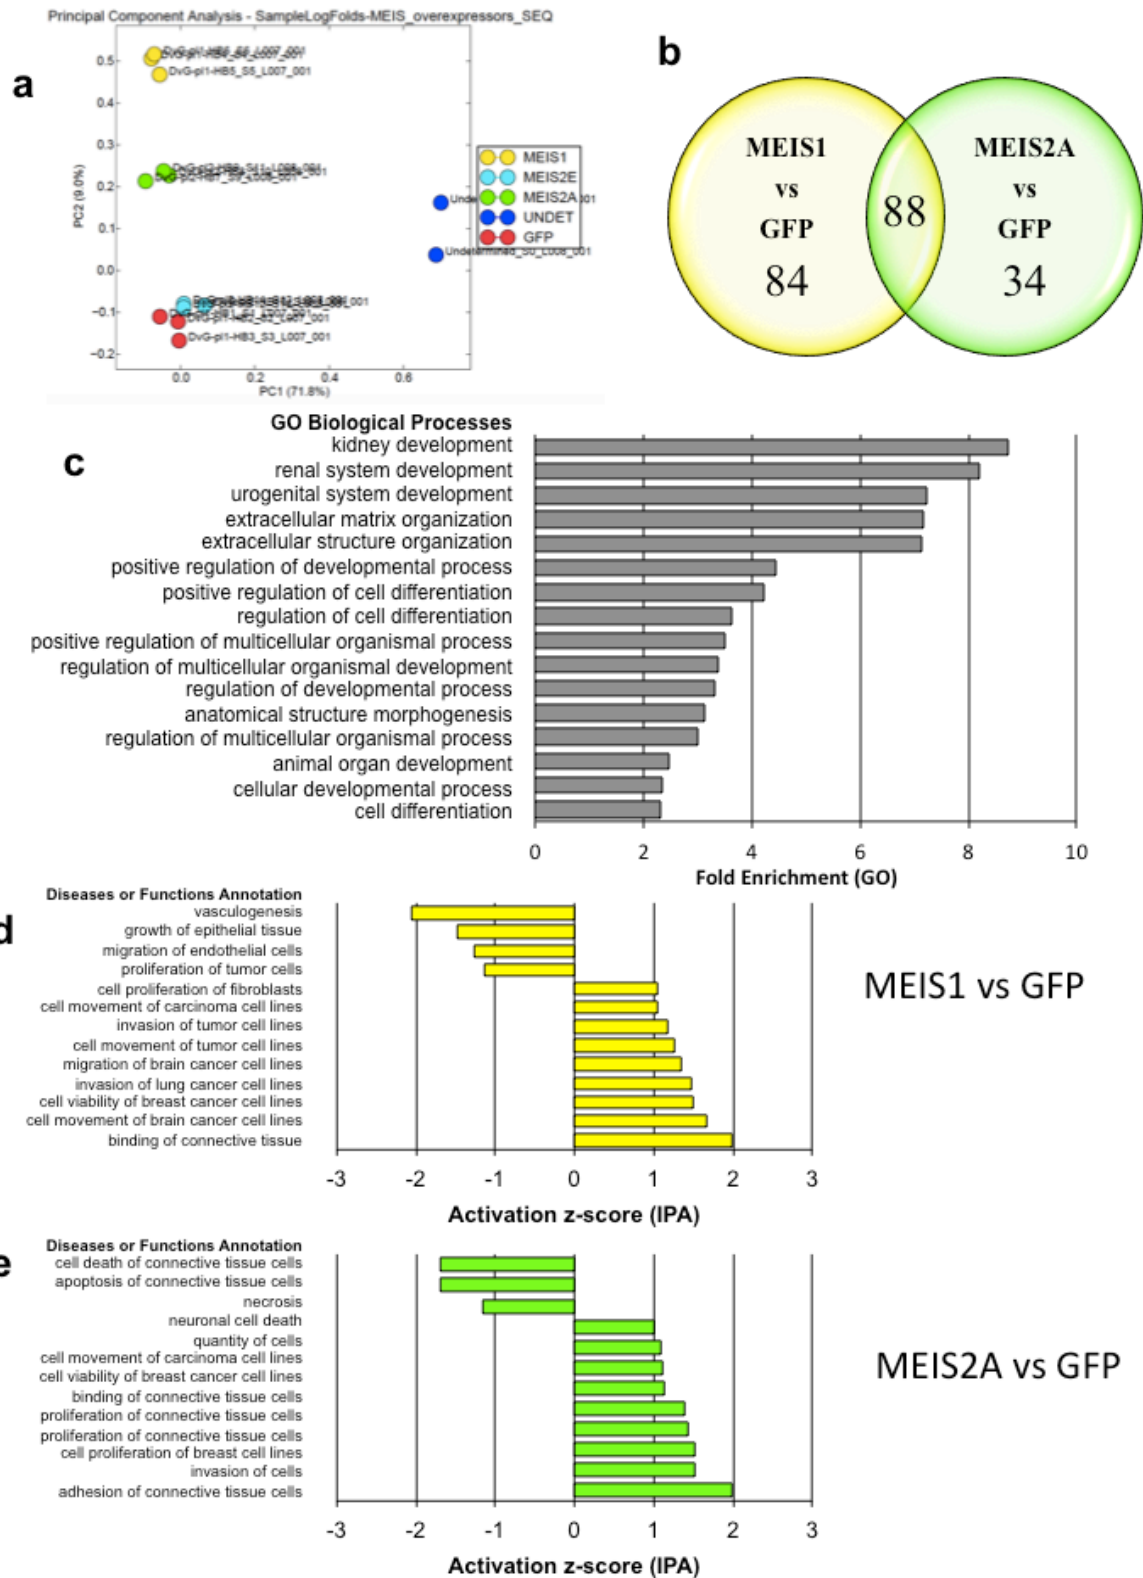 Principal Component Analysis - SampleLogFolds-MEIS_overexpressors_SEQ
a
0.5
0.4
0.3
0.2
0.1
0.0
−0.1
−0.2
PC2 (9.0%)
DvG-pl1-HB5_S5_L007_001
MEIS1
MEIS2E
MEIS2A
UNDET
GFP
Undetermined_S0_L008_001
DvG-pl1-HB3_S3_L007_001
0.0
0.2
0.4
0.6
PC1 (71.8%)
b
MEIS1
vs
GFP
84
88
MEIS2A
vs
GFP
34
c
GO Biological Processes
kidney development
renal system development
urogenital system development
extracellular matrix organization
extracellular structure organization
positive regulation of developmental process
positive regulation of cell differentiation
regulation of cell differentiation
positive regulation of multicellular organismal process
regulation of multicellular organismal development
regulation of developmental process
anatomical structure morphogenesis
regulation of multicellular organismal process
animal organ development
cellular developmental process
cell differentiation
0 2 4 6 8 10
Fold Enrichment (GO)
d
Diseases or Functions Annotation
vasculogenesis
growth of epithelial tissue
migration of endothelial cells
proliferation of tumor cells
cell proliferation of fibroblasts
cell movement of carcinoma cell lines
invasion of tumor cell lines
cell movement of tumor cell lines
migration of brain cancer cell lines
invasion of lung cancer cell lines
cell viability of breast cancer cell lines
cell movement of brain cancer cell lines
binding of connective tissue
-3 -2 -1 0 1 2 3
Activation z-score (IPA)
MEIS1 vs GFP
e
Diseases or Functions Annotation
cell death of connective tissue cells
apoptosis of connective tissue cells
necrosis
neuronal cell death
quantity of cells
cell movement of carcinoma cell lines
cell viability of breast cancer cell lines
binding of connective tissue cells
proliferation of connective tissue cells
proliferation of connective tissue cells
cell proliferation of breast cell lines
invasion of cells
adhesion of connective tissue cells
-3 -2 -1 0 1 2 3
Activation z-score (IPA)
MEIS2A vs GFP